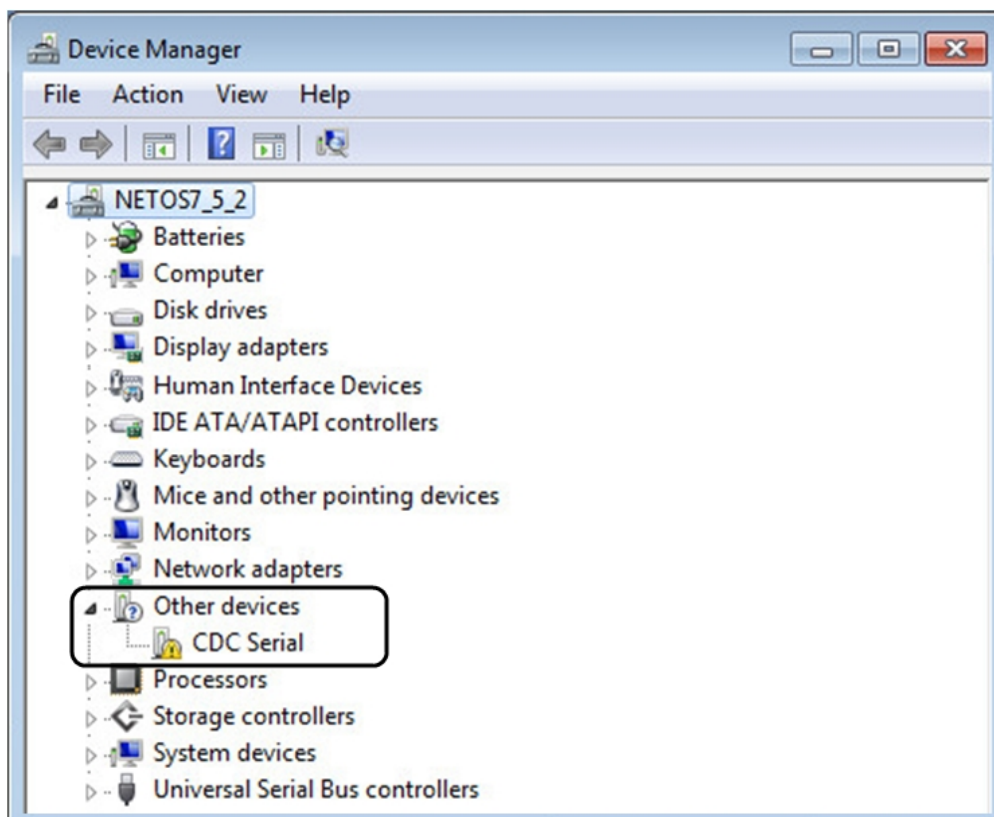 Device Manager
File Action View Help
NETOS7_5_2
Batteries
Computer
Disk drives
Display adapters
Human Interface Devices
IDE ATA/ATAPI controllers
Keyboards
Mice and other pointing devices
Monitors
Network adapters
Other devices
CDC Serial
Processors
Storage controllers
System devices
Universal Serial Bus controllers